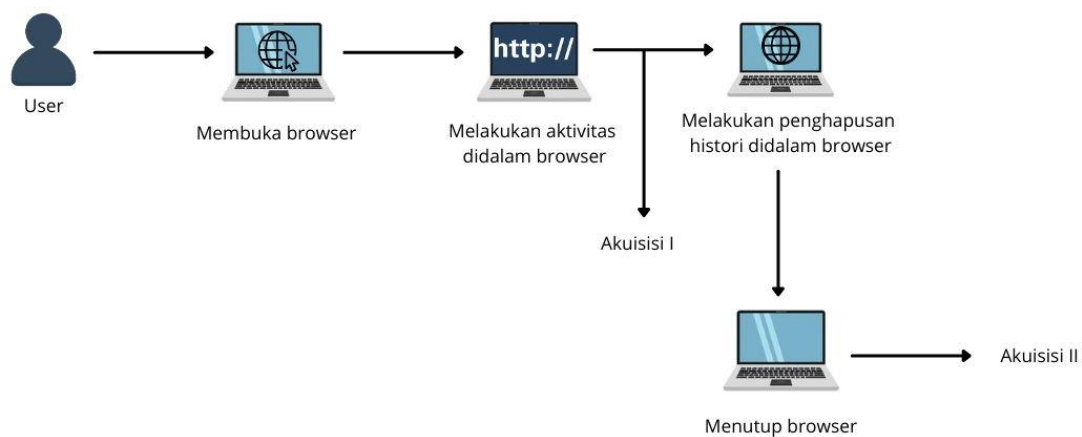 User
Membuka browser
http://
Melakukan aktivitas
didalam browser
Melakukan penghapusan
histori didalam browser
Akuisisi I
Menutup browser
Akuisisi II